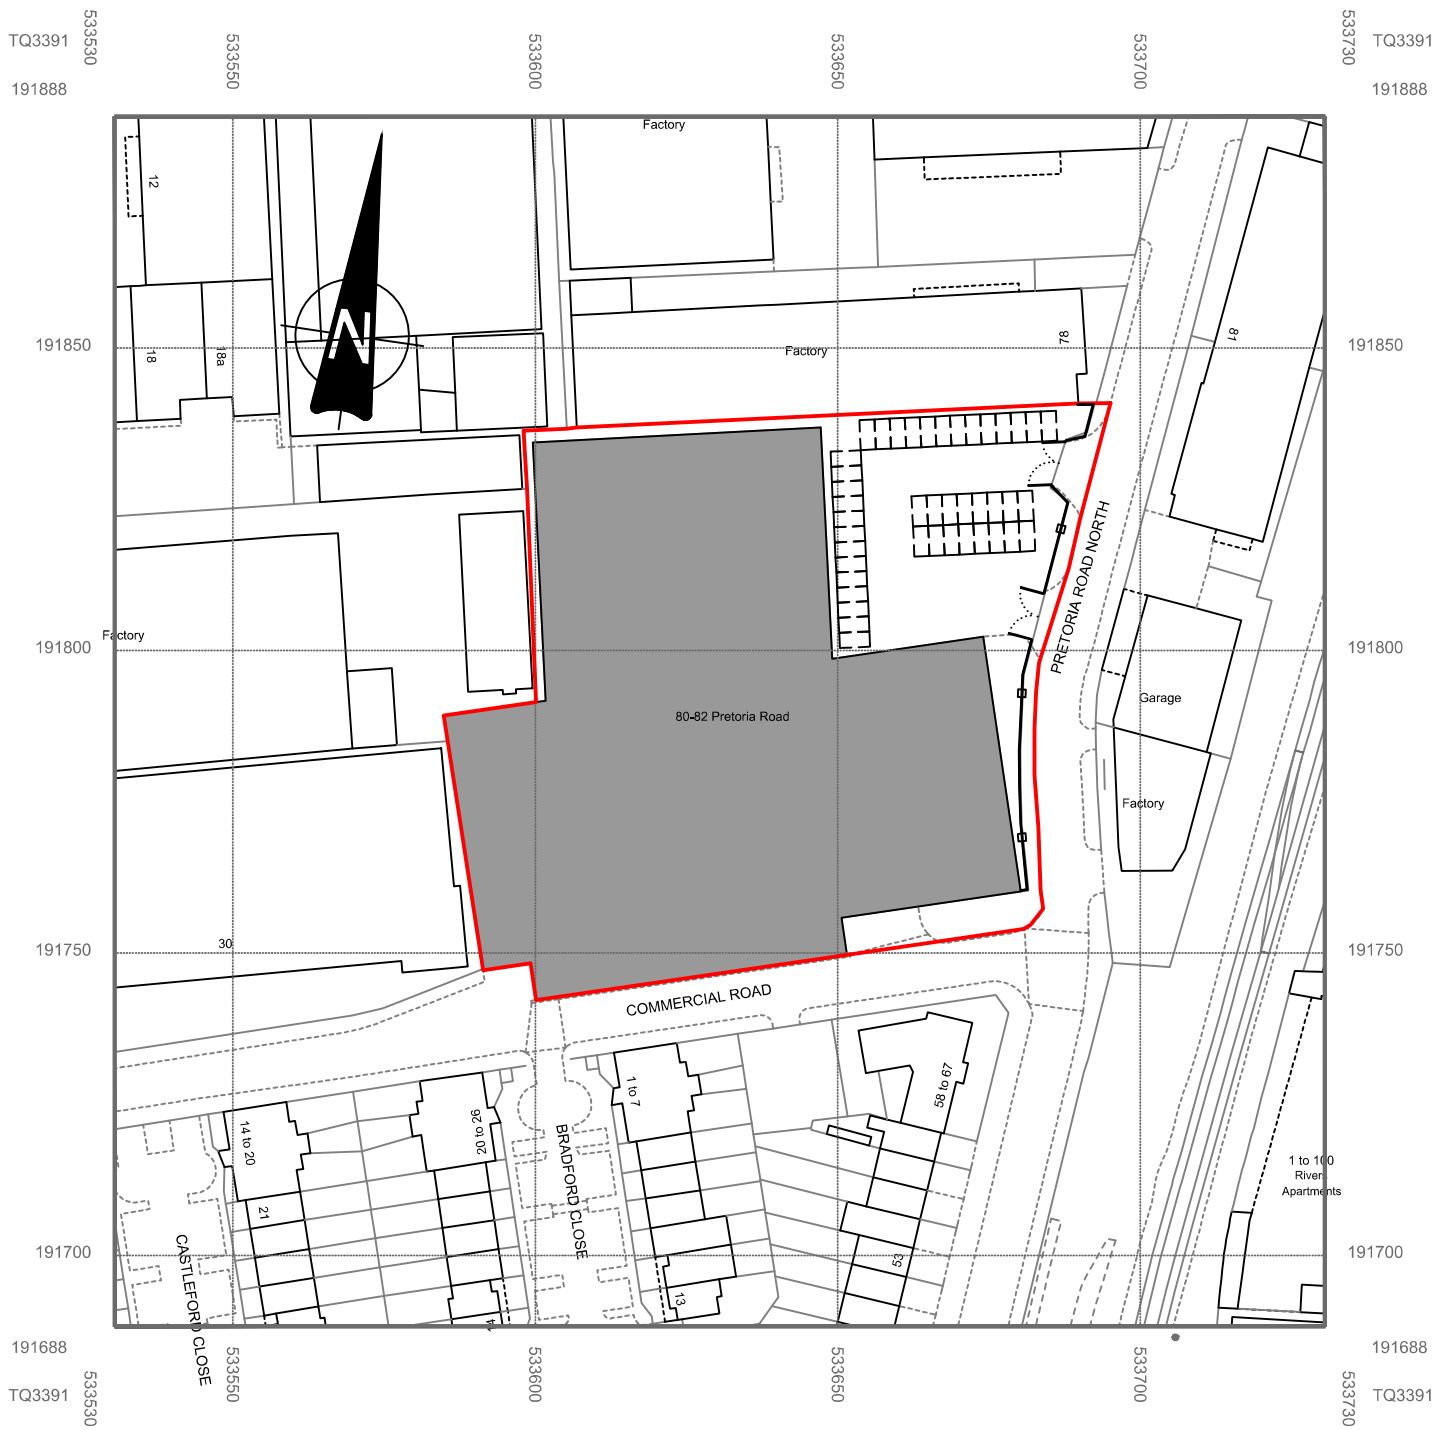 533530
533550
533600
533650
533700
533730
TQ3391
TQ3391
191888
191888
Factory
12
N
18
18a
87
81
191850
Factory
191850
PRETORIA ROAD NORTH
Factory
191800
191800
Garage
80-82 Pretoria Road
Factory
30
191750
191750
COMMERCIAL ROAD
1 to 7
58 to 67
20 to 26
14 to 20
BRADFORD CLOSE
1 to 100
Rivers
Apartments
21
CASTLEFORD CLOSE
53
191700
191700
13
191688
191688
TQ3391
TQ3391
533530
533550
533600
533650
533700
533730